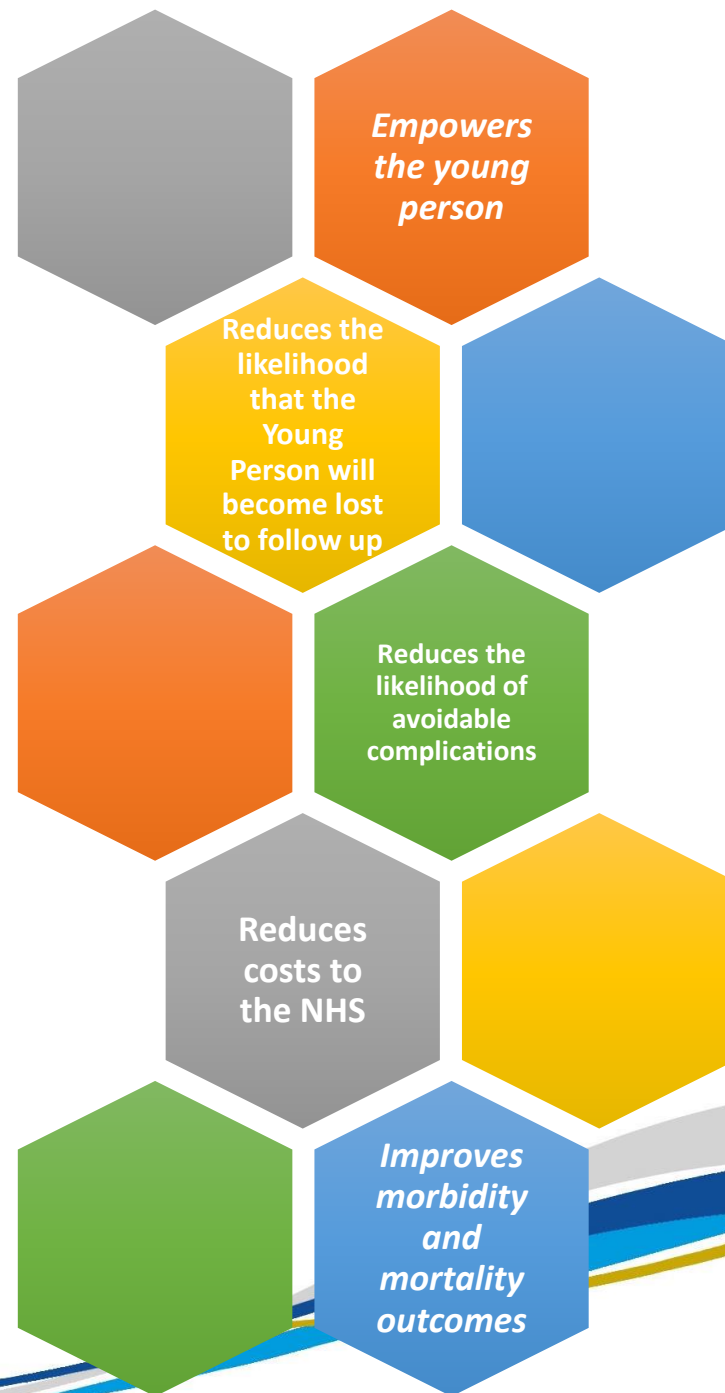 Empowers
the young
person
Reduces the
likelihood
that the
Young
Person will
become lost
to follow up
Reduces the
likelihood of
avoidable
complications
Reduces
costs to
the NHS
Improves
morbidity
and
mortality
outcomes